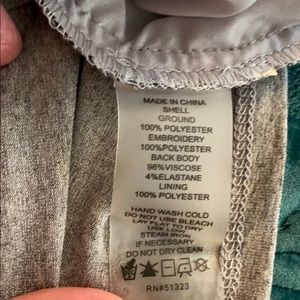 MADE IN CHINA
SHELL
GROUND
100% POLYESTER
EMBROIDERY
100%POLYESTER
BACK BODY
96%VISCOSE
4%ELASTANE
LINING
100% POLYESTER
HAND WASH COLD
DO NOT USE BLEACH
LAY FLAT TO DRY
USE LOW
STEAM IRON
IF NECESSARY
DO NOT DRY CLEAN
RN#51323